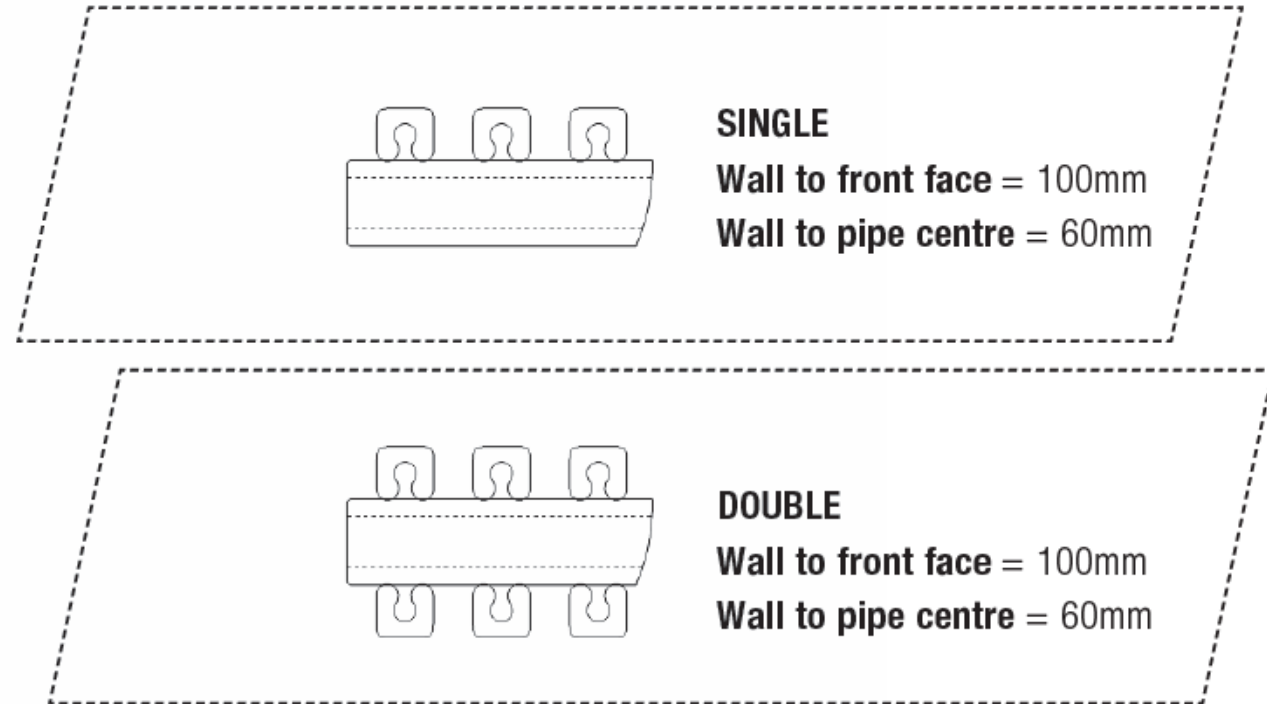 SINGLE
Wall to front face = 100mm
Wall to pipe centre = 60mm
DOUBLE
Wall to front face = 100mm
Wall to pipe centre = 60mm